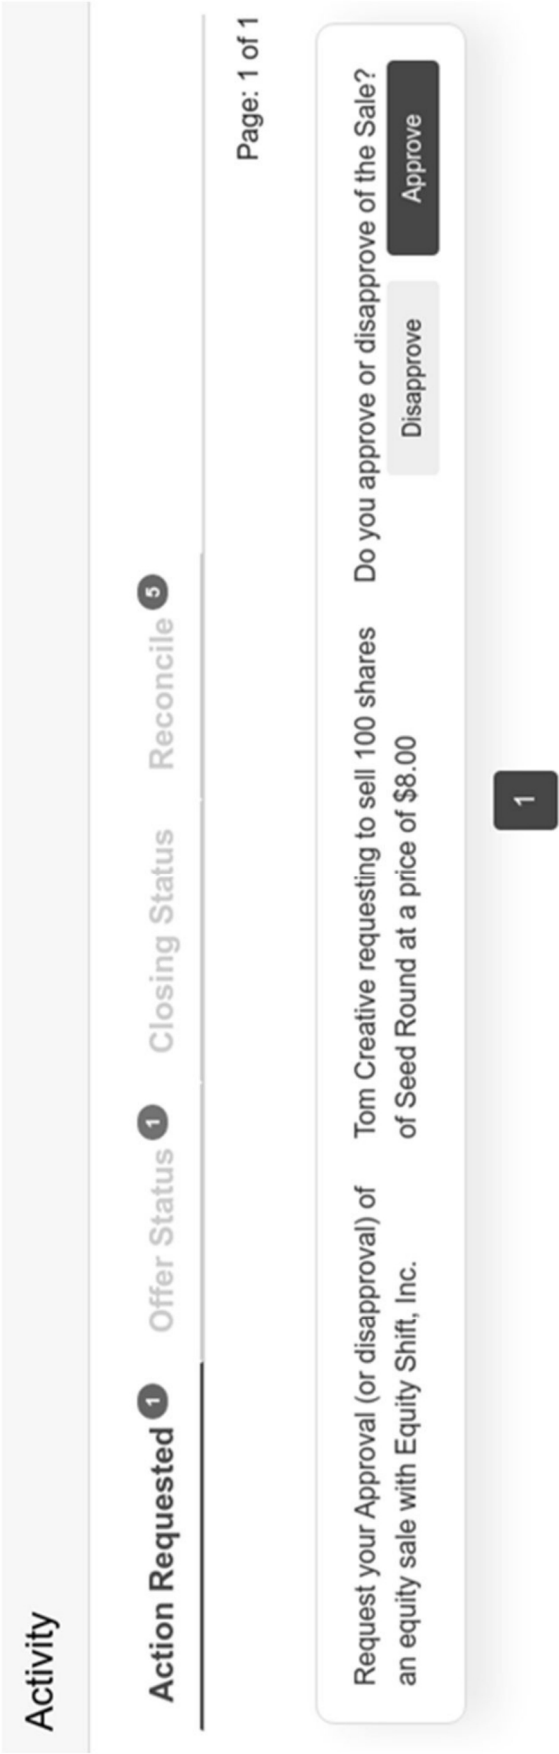 Activity
Action Requested 1 Offer Status 1 Closing Status Reconcile 5
Page: 1 of 1
Request your Approval (or disapproval) of
an equity sale with Equity Shift, Inc.
Tom Creative requesting to sell 100 shares
of Seed Round at a price of $8.00
Do you approve or disapprove of the Sale?
Disapprove Approve
1